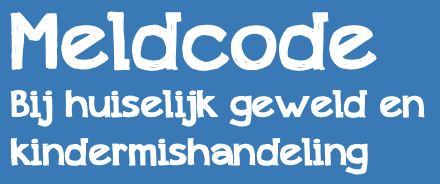 Meldcode
Bij huiselijk geweld en
kindermishandeling